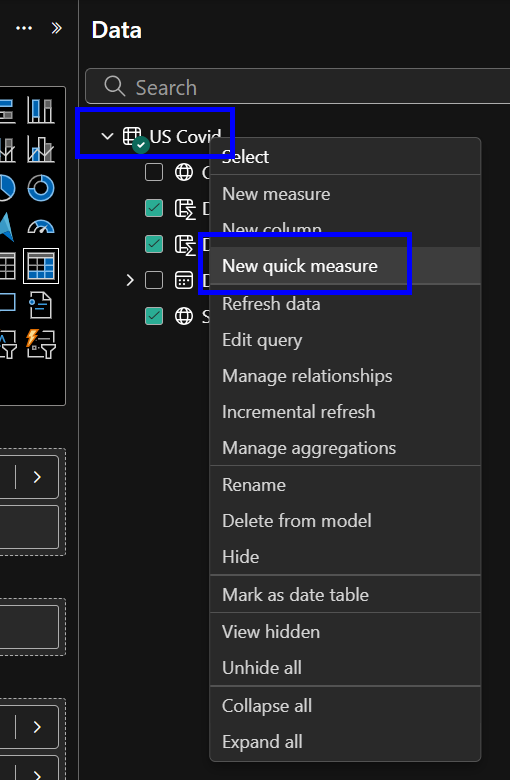 Data
Search
US Covid
Select
New measure
New column
New quick measure
Refresh data
Edit query
Manage relationships
Incremental refresh
Manage aggregations
Rename
Delete from model
Hide
Mark as date table
View hidden
Unhide all
Collapse all
Expand all